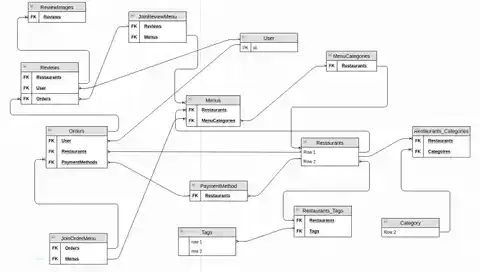 ReviewImages
FK Reviews
JoinReviewMenu
FK Reviews
FK Menus
User
PK id
MenuCategories
FK Restaurants
Reviews
FK Restaurants
FK User
FK Orders
Menus
FK Restaurants
FK MenuCategories
Orders
FK User
FK Restaurants
FK PaymentMethods
Restaurants
Row 1
Row 2
Restaurants_Categories
FK Restaurants
FK Categoires
PaymentMethod
FK Restaurants
Restaurants_Tags
FK Restaurants
FK Tags
Tags
row 1
row 2
Category
Row 2
JoinOrderMenu
FK Orders
FK Menus